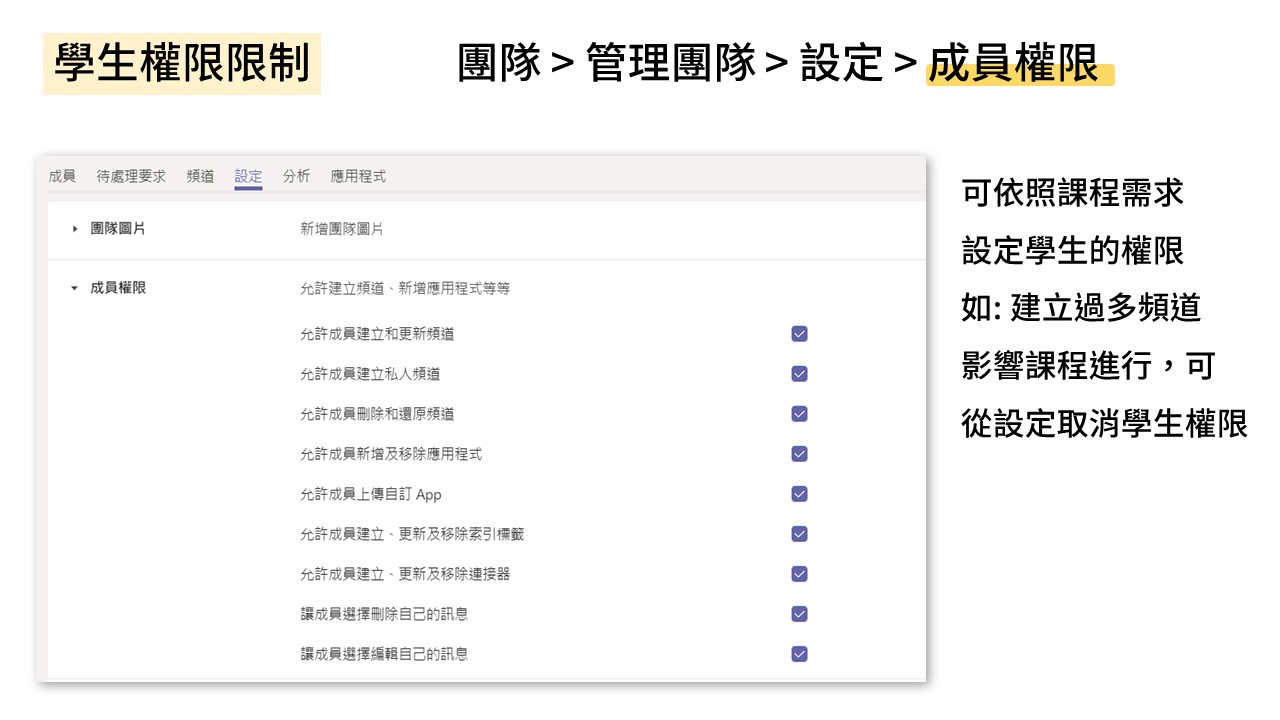 學生權限限制
團隊 > 管理團隊 > 設定 > 成員權限
成員 待處理要求 頻道 設定 分析 應用程式
團隊圖片 新增團隊圖片
成員權限 允許建立頻道、新增應用程式等等
允許成員建立和更新頻道
允許成員建立私人頻道
允許成員刪除和還原頻道
允許成員新增及移除應用程式
允許成員上傳自訂 App
允許成員建立、更新及移除索引標籤
允許成員建立、更新及移除連接器
讓成員選擇刪除自己的訊息
讓成員選擇編輯自己的訊息
可依照課程需求
設定學生的權限
如: 建立過多頻道
影響課程進行，可
從設定取消學生權限